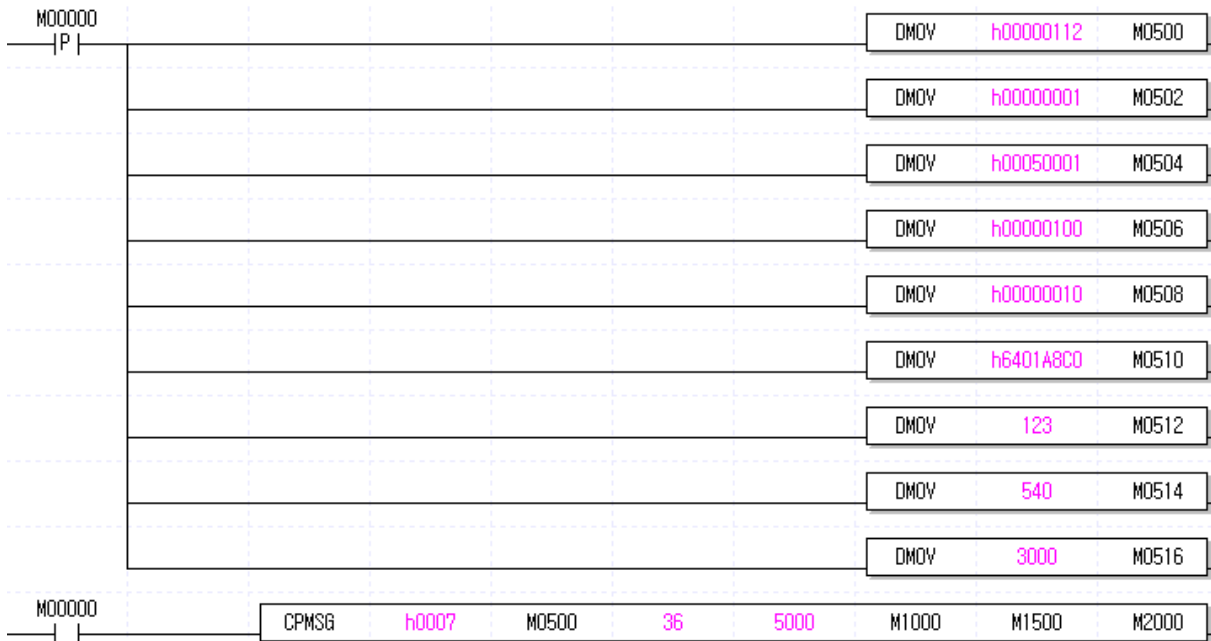 M00000
P DMOV h00000112 M0500
DMOV h00000001 M0502
DMOV h00050001 M0504
DMOV h00000100 M0506
DMOV h00000010 M0508
DMOV h6401A8C0 M0510
DMOV 123 M0512
DMOV 540 M0514
DMOV 3000 M0516
M00000
CPMSG h0007 M0500 36 5000 M1000 M1500 M2000